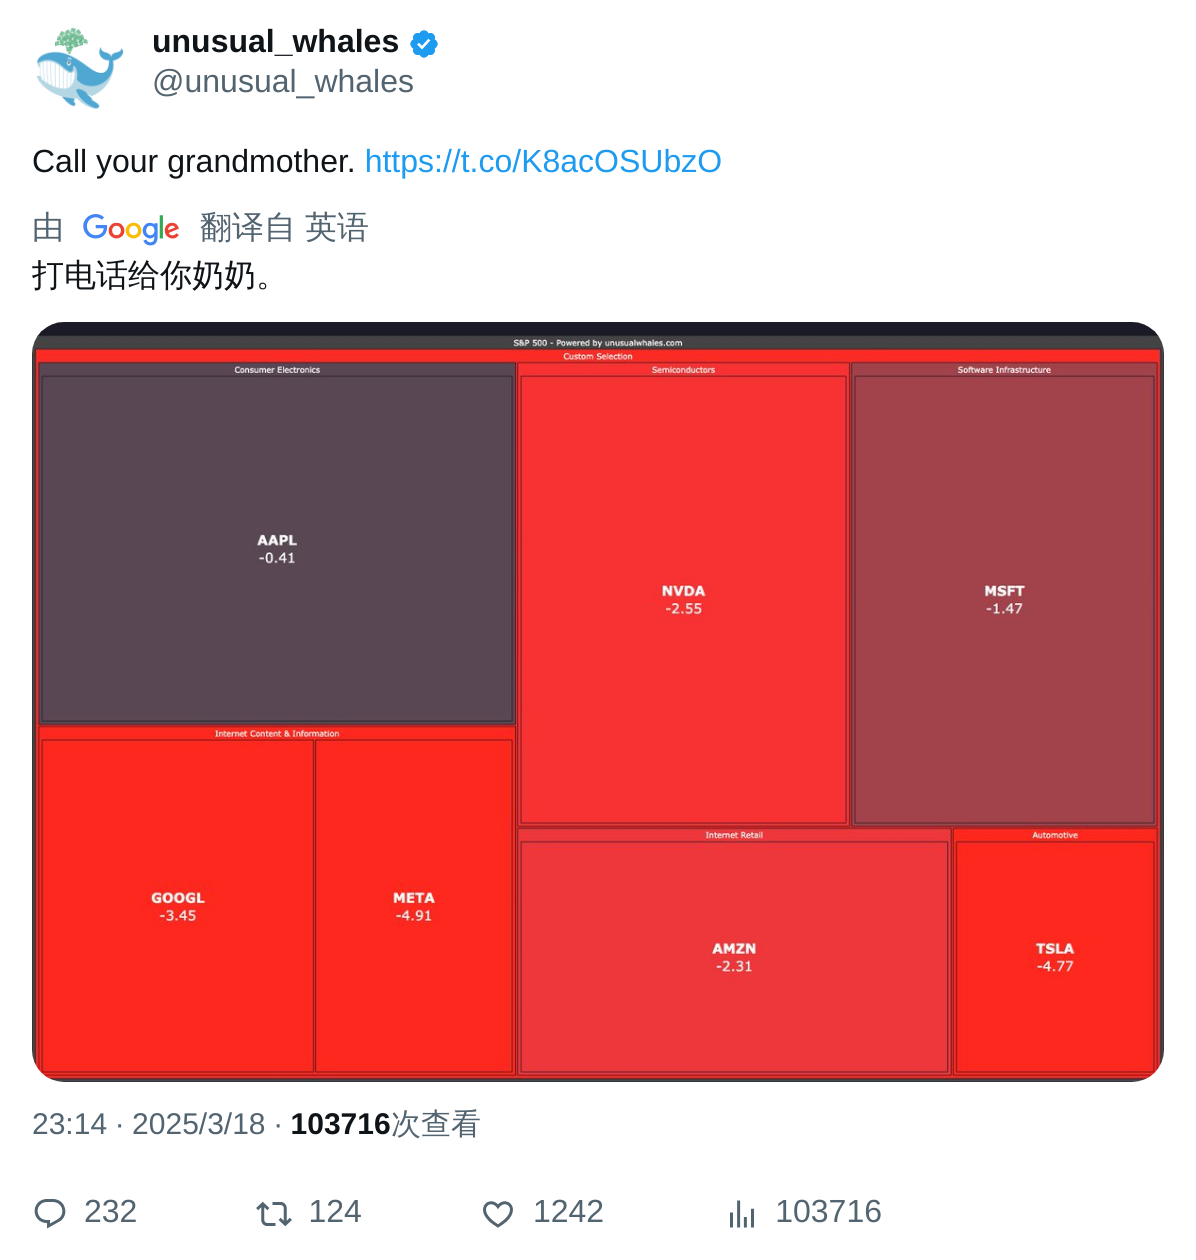 unusual_whales
@unusual_whales
Call your grandmother. https://t.co/K8acOSUbzO
由 Google 翻译自 英语
打电话给你奶奶。
S&P 500 - Powered by unusualwhales.com
Custom Selection
Consumer Electronics
AAPL
-0.41
Semiconductors
NVDA
-2.55
Software Infrastructure
MSFT
-1.47
Internet Content & Information
GOOGL
-3.45
META
-4.91
Internet Retail
AMZN
-2.31
Automotive
TSLA
-4.77
23:14 · 2025/3/18 · 103716次查看
232 124 1242 103716